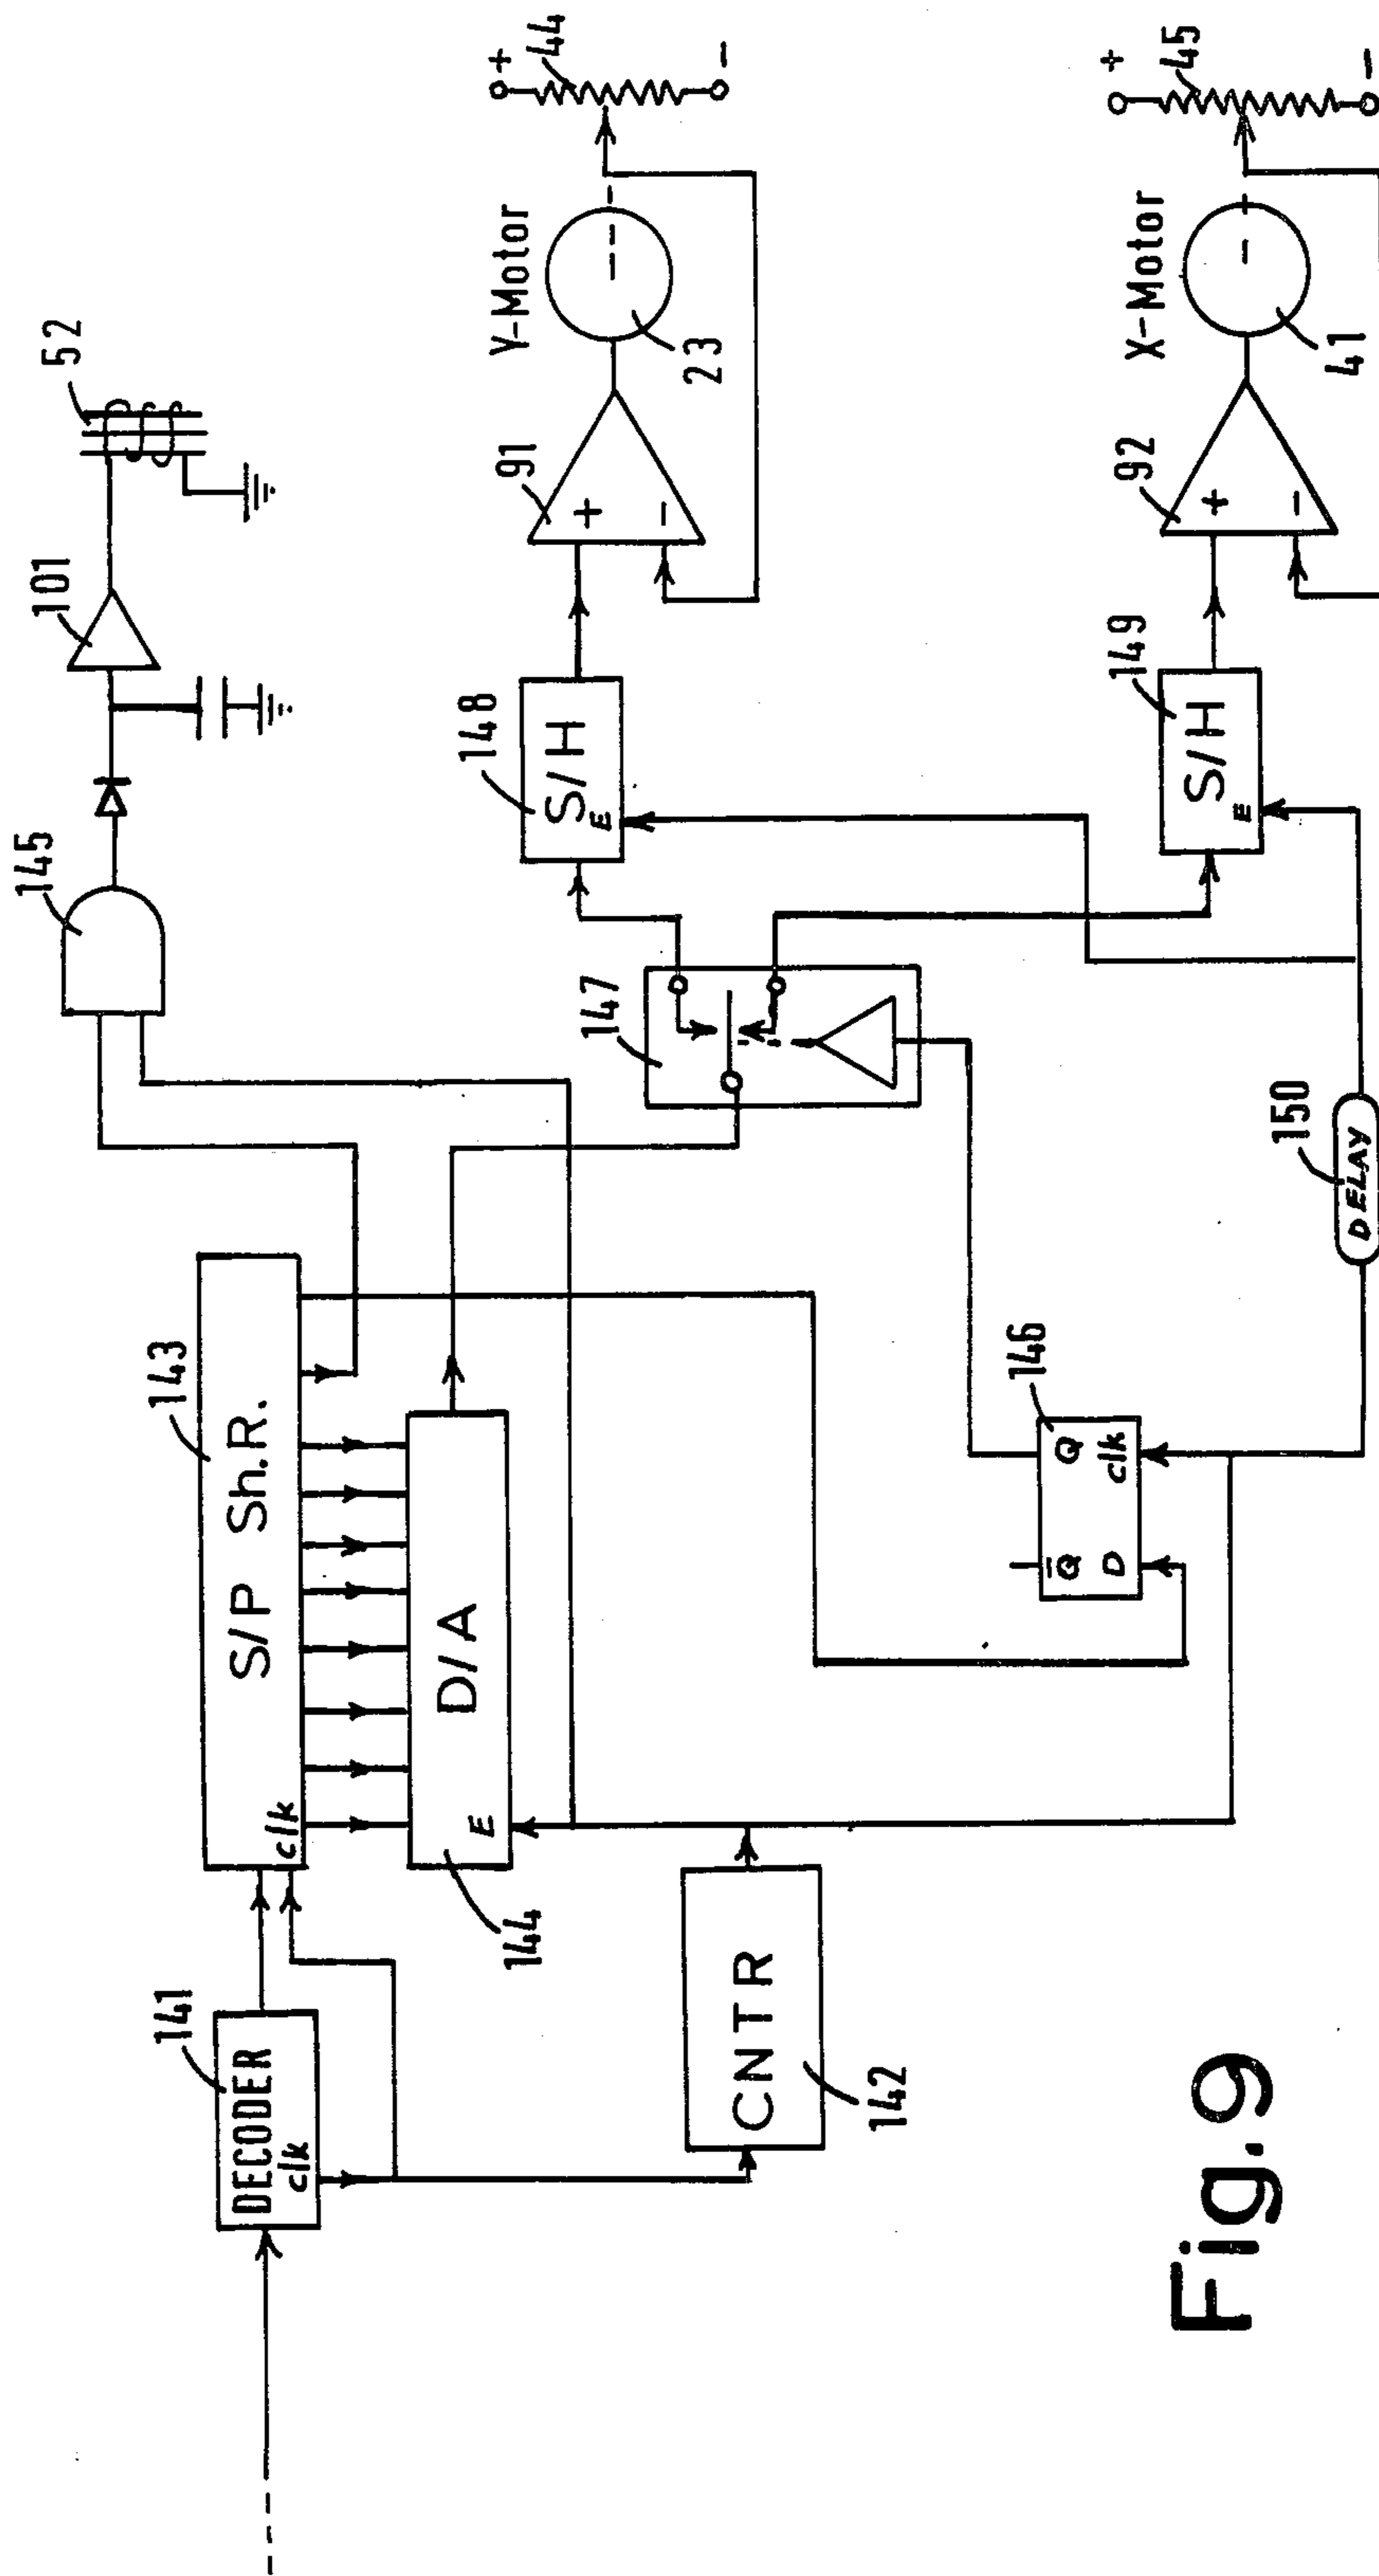 52
101
145
Y-Motor
+
44
-
91
+
-
23
148
S/H
E
147
143
S/P Sh.R.
clk
D/A
E
144
141
DECODER
clk
CNTR
142
146
Q̅ Q
D clk
DELAY
150
149
S/H
E
92
+
-
X-Motor
41
+
45
-
Fig.9